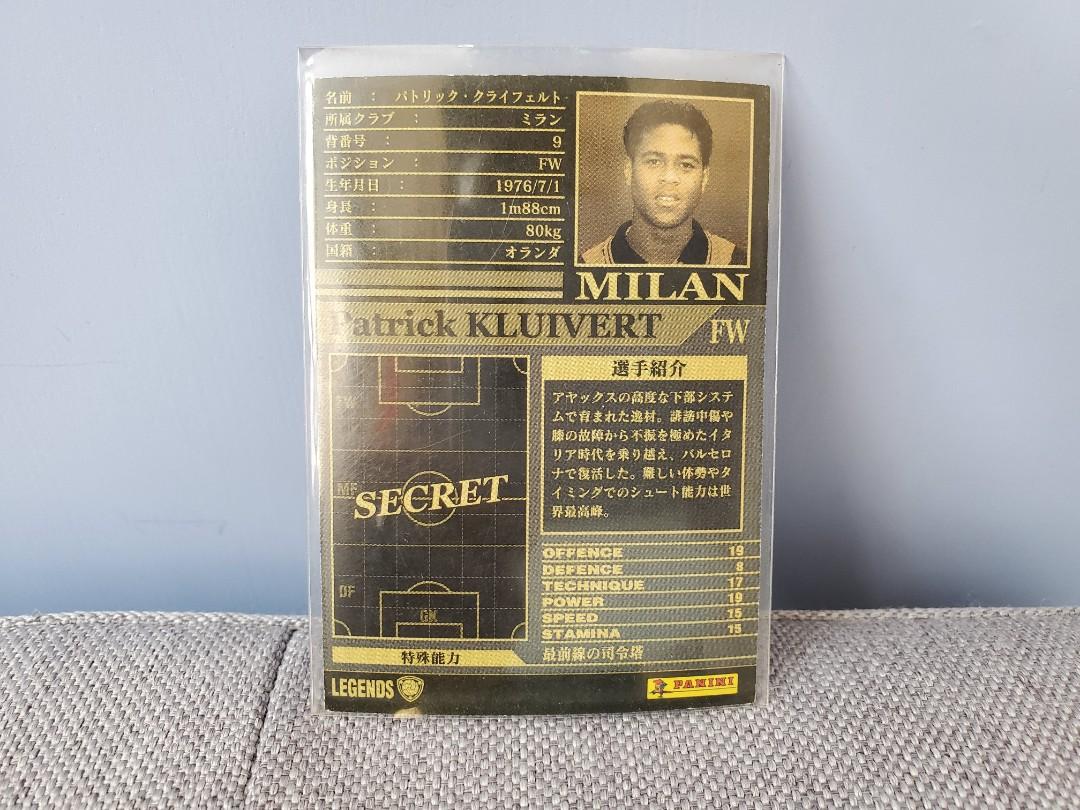 名前 ： パトリック・クライフェルト
所属クラブ ： ミラン
背番号 ： 9
ポジション ： FW
生年月日 ： 1976/7/1
身長 ： 1m88cm
体重 ： 80kg
国籍 ： オランダ
MILAN
Patrick KLUIVERT FW
FW
MF
SECRET
DF
GK
選手紹介
アヤックスの高度な下部システ
ムで育まれた逸材。誹謗中傷や
膝の故障から不振を極めたイタ
リア時代を乗り越え、バルセロ
ナで復活した。難しい体勢やタ
イミングでのシュート能力は世
界最高峰。
OFFENCE 19
DEFENCE 8
TECHNIQUE 17
POWER 19
SPEED 15
STAMINA 15
特殊能力 最前線の司令塔
LEGENDS PANINI